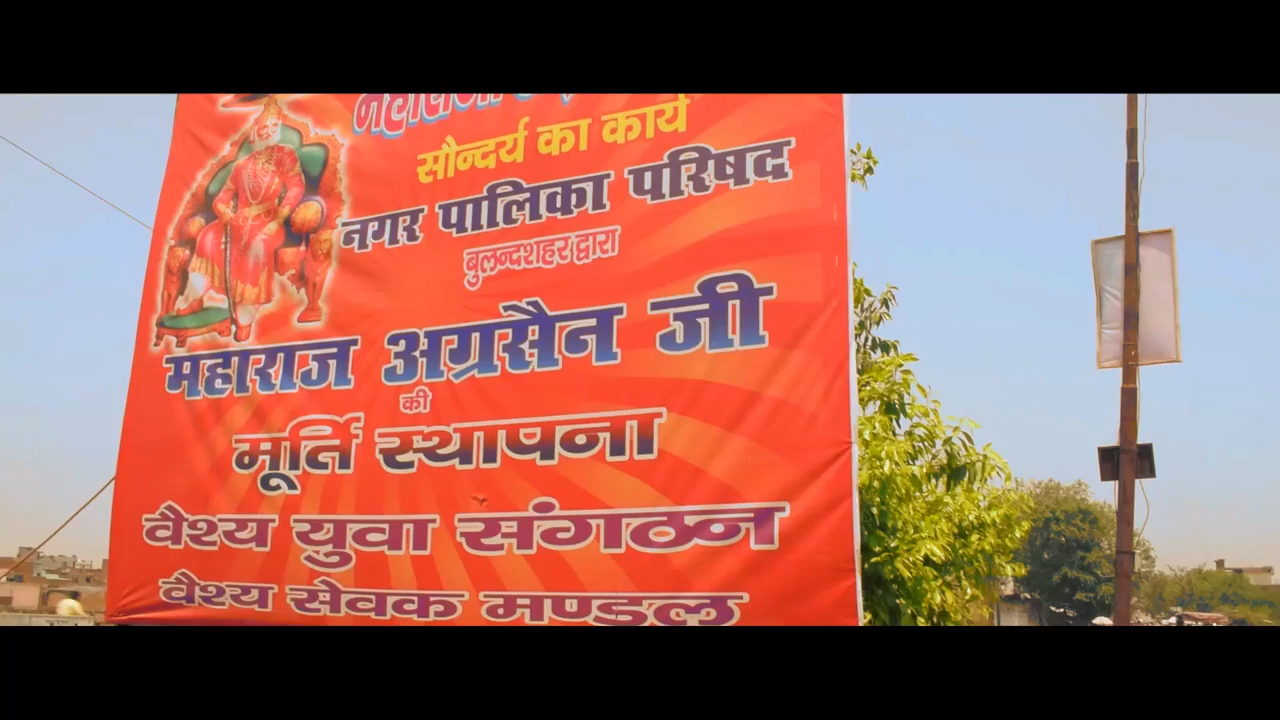 सौन्दर्य का कार्य
नगर पालिका परिषद
बुलन्दशहर द्वारा
महाराज अग्रसैन जी
की
मूर्ति स्थापना
वैश्य युवा संगठन
वैश्य सेवक मण्डल